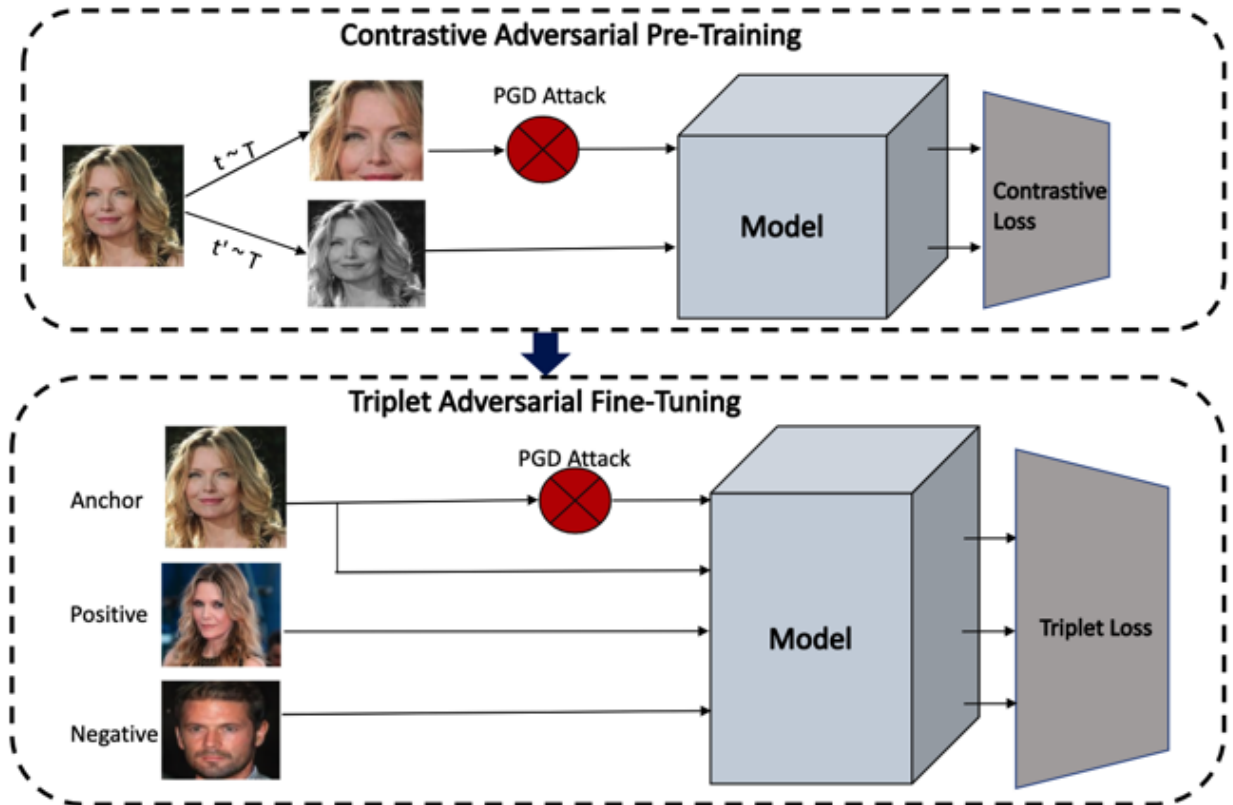 Contrastive Adversarial Pre-Training
PGD Attack
t ~ T
t' ~ T
Model
Contrastive
Loss
Triplet Adversarial Fine-Tuning
PGD Attack
Anchor
Positive
Negative
Model
Triplet Loss